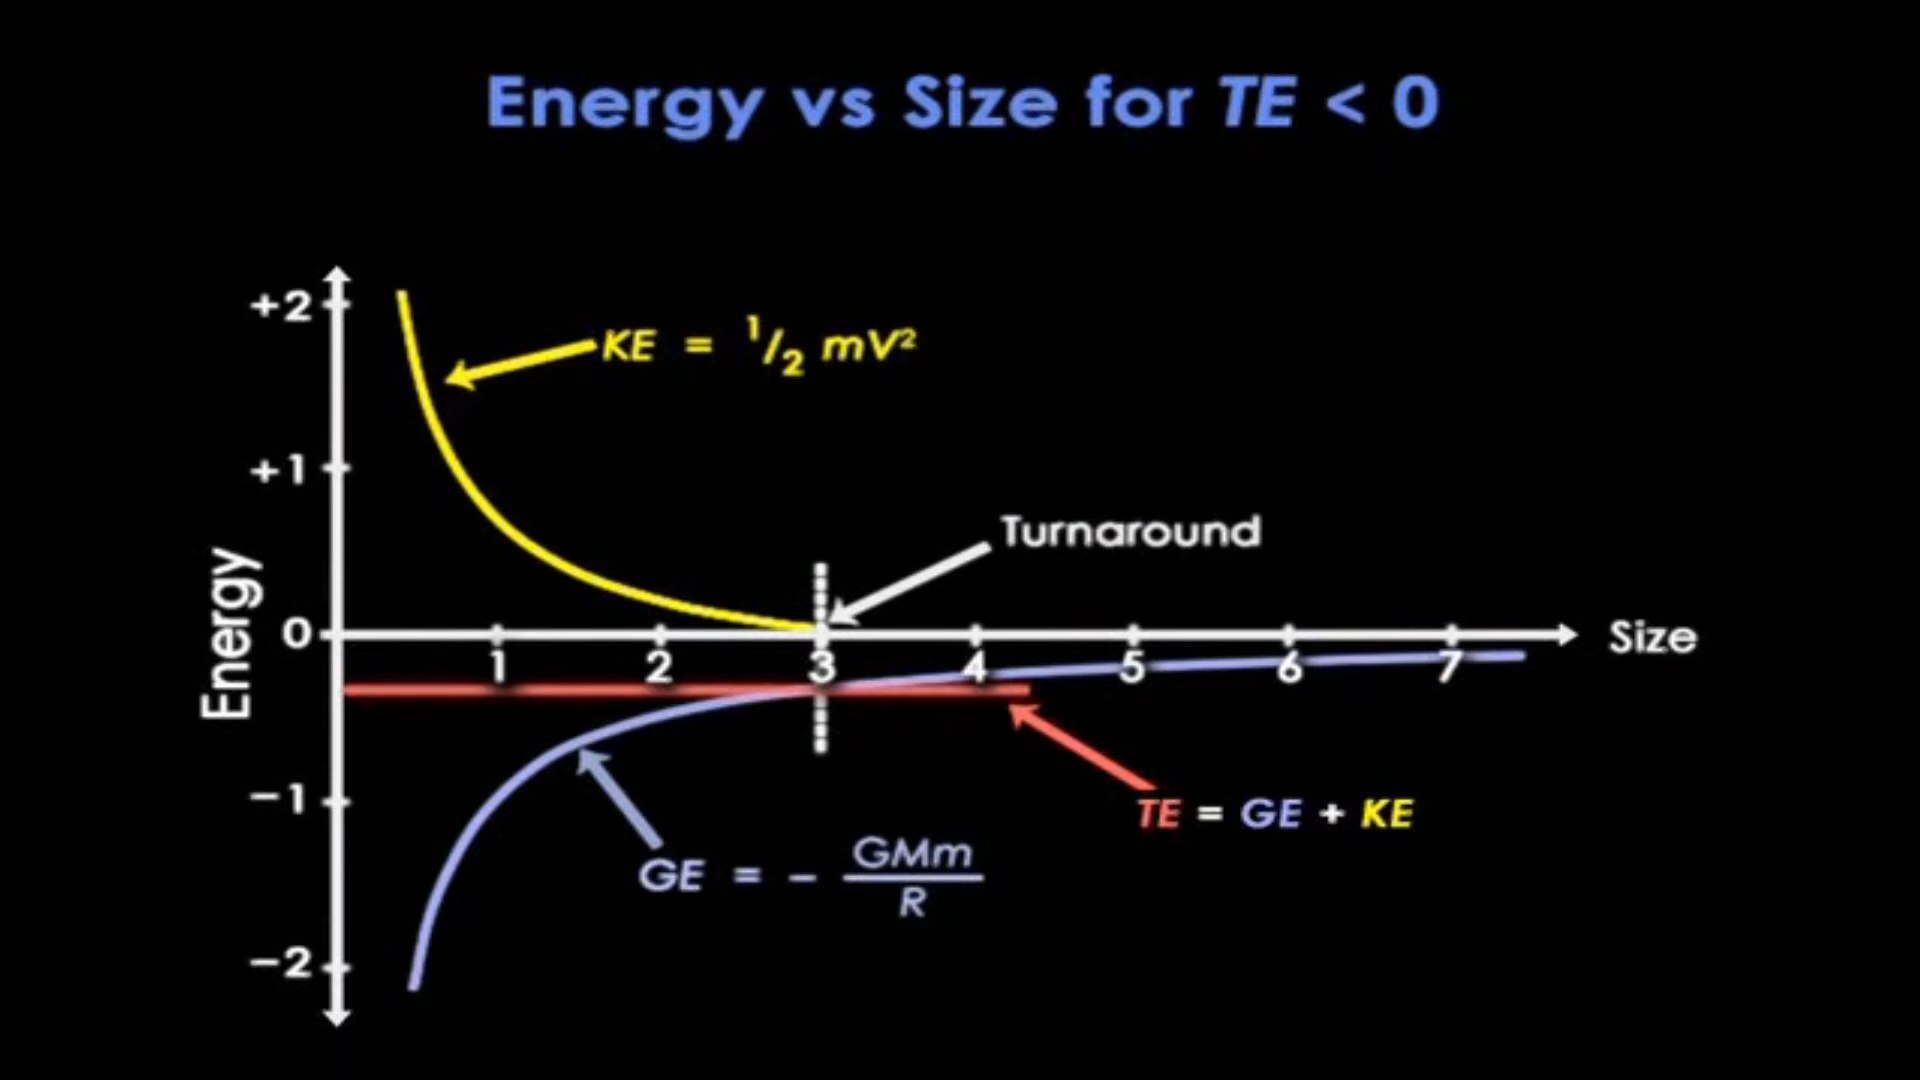 Energy vs Size for TE < 0
+2
KE = 1/2 mV²
+1
Turnaround
Energy
0
Size
1 2 3 4 5 6 7
−1
TE = GE + KE
GE = − GMm
R
−2